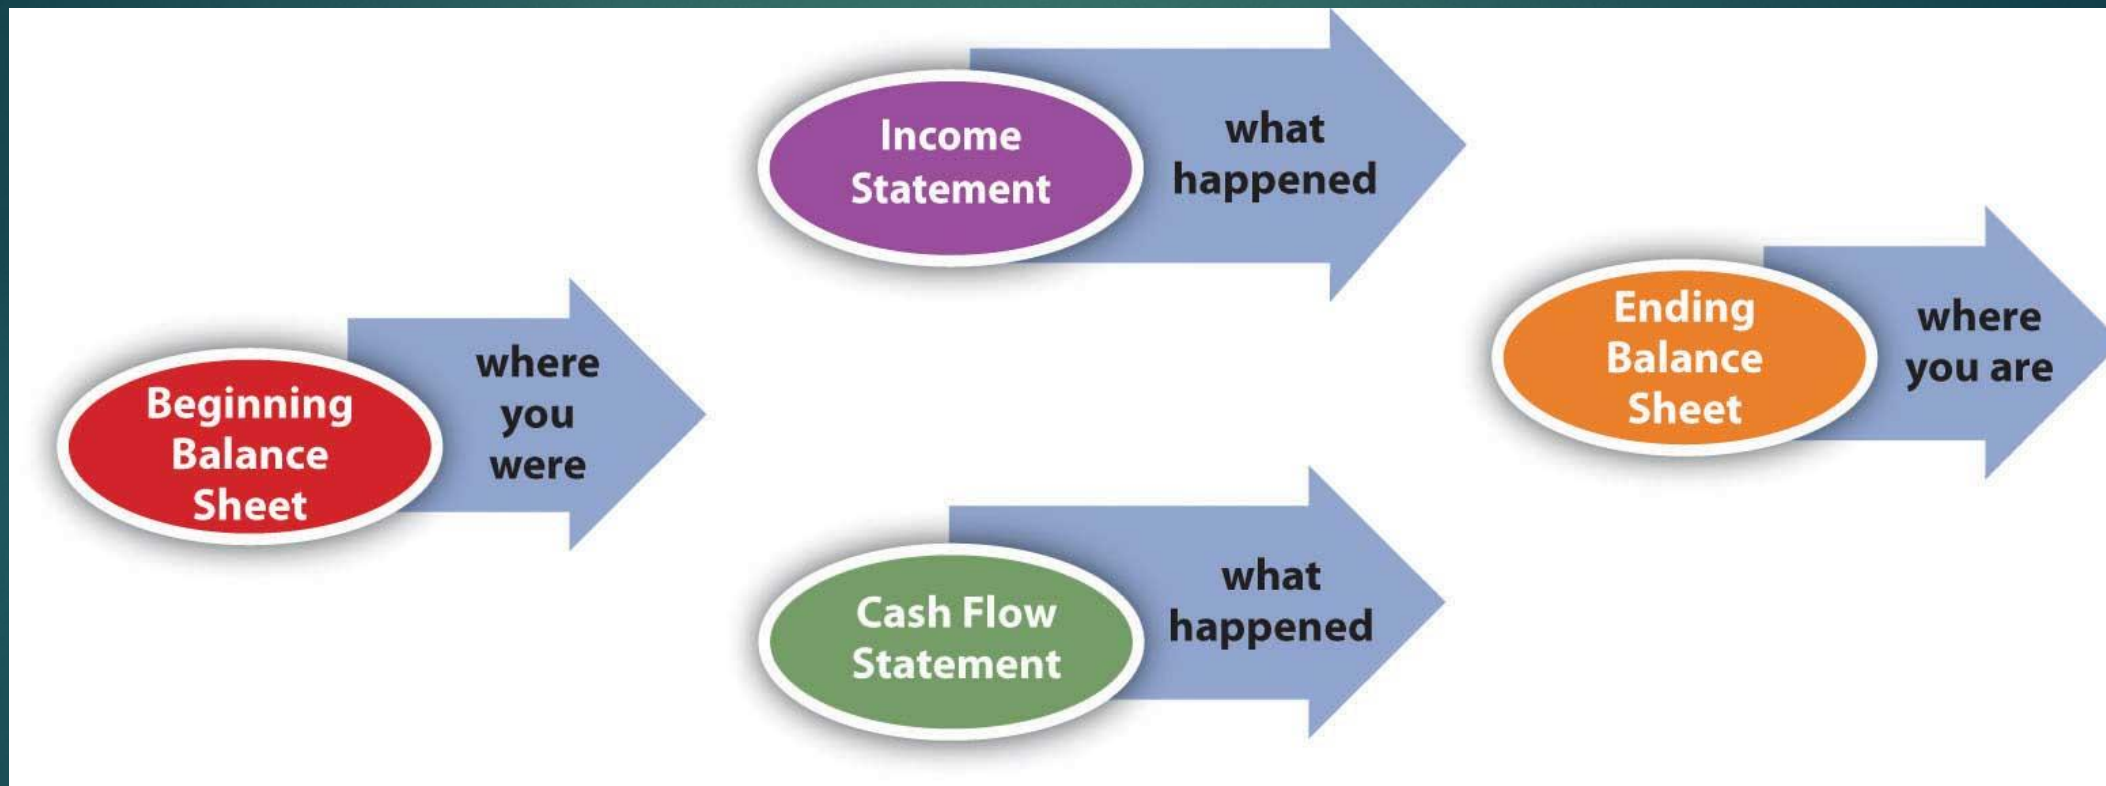 Beginning
Balance
Sheet
where
you
were
Income
Statement
what
happened
Cash Flow
Statement
what
happened
Ending
Balance
Sheet
where
you are